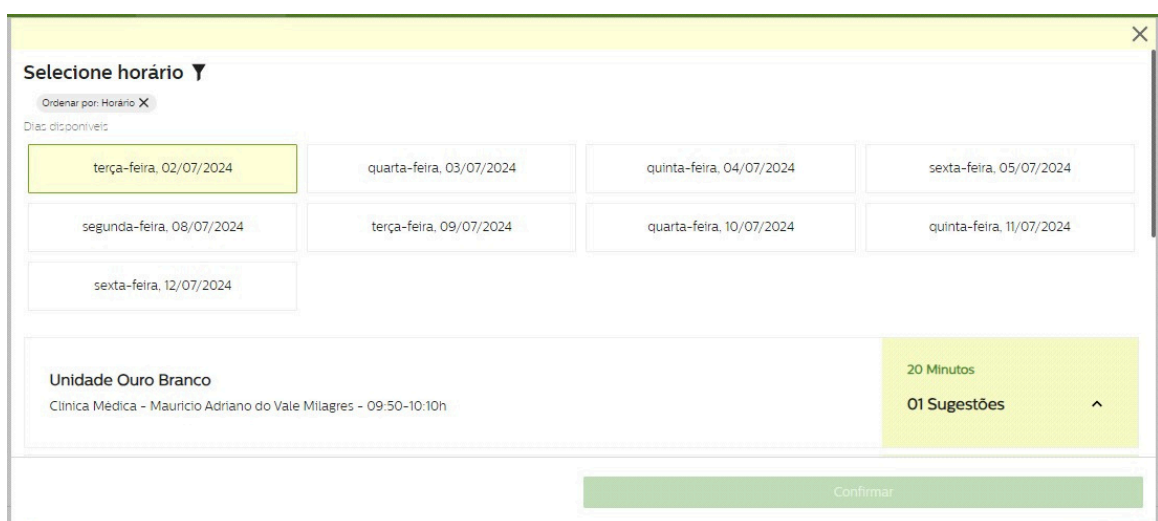 Selecione horário
Ordenar por: Horário
Dias disponíveis
terça-feira, 02/07/2024
quarta-feira, 03/07/2024
quinta-feira, 04/07/2024
sexta-feira, 05/07/2024
segunda-feira, 08/07/2024
terça-feira, 09/07/2024
quarta-feira, 10/07/2024
quinta-feira, 11/07/2024
sexta-feira, 12/07/2024
Unidade Ouro Branco
Clínica Médica - Mauricio Adriano do Vale Milagres - 09:50-10:10h
20 Minutos
01 Sugestões
Confirmar